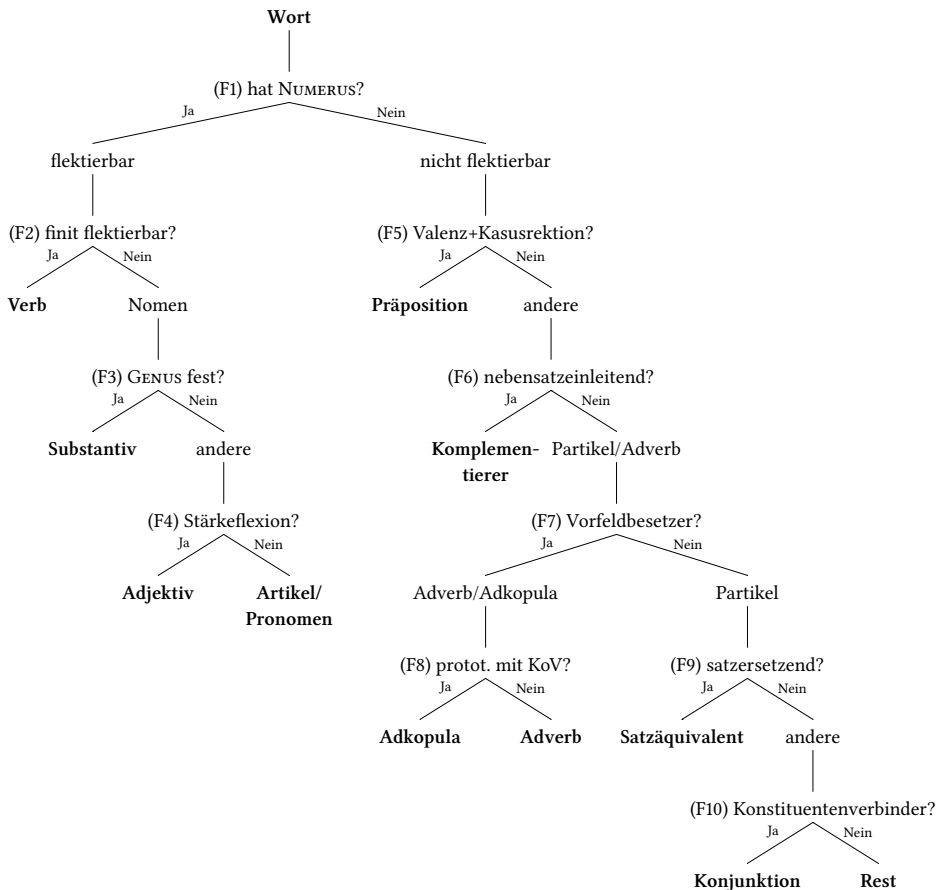 Wort
(F1) hat NUMERUS?
Ja Nein
flektierbar nicht flektierbar
(F2) finit flektierbar? (F5) Valenz+Kasusrektion?
Ja Nein Ja Nein
Verb Nomen Präposition andere
(F3) GENUS fest? (F6) nebensatzeinleitend?
Ja Nein Ja Nein
Substantiv andere Komplemen- Partikel/Adverb
tierer
(F4) Stärkeflexion? (F7) Vorfeldbesetzer?
Ja Nein Ja Nein
Adjektiv Artikel/ Adverb/Adkopula Partikel
Pronomen
(F8) protot. mit KoV? (F9) satzersetzend?
Ja Nein Ja Nein
Adkopula Adverb Satzäquivalent andere
(F10) Konstituentenverbinder?
Ja Nein
Konjunktion Rest